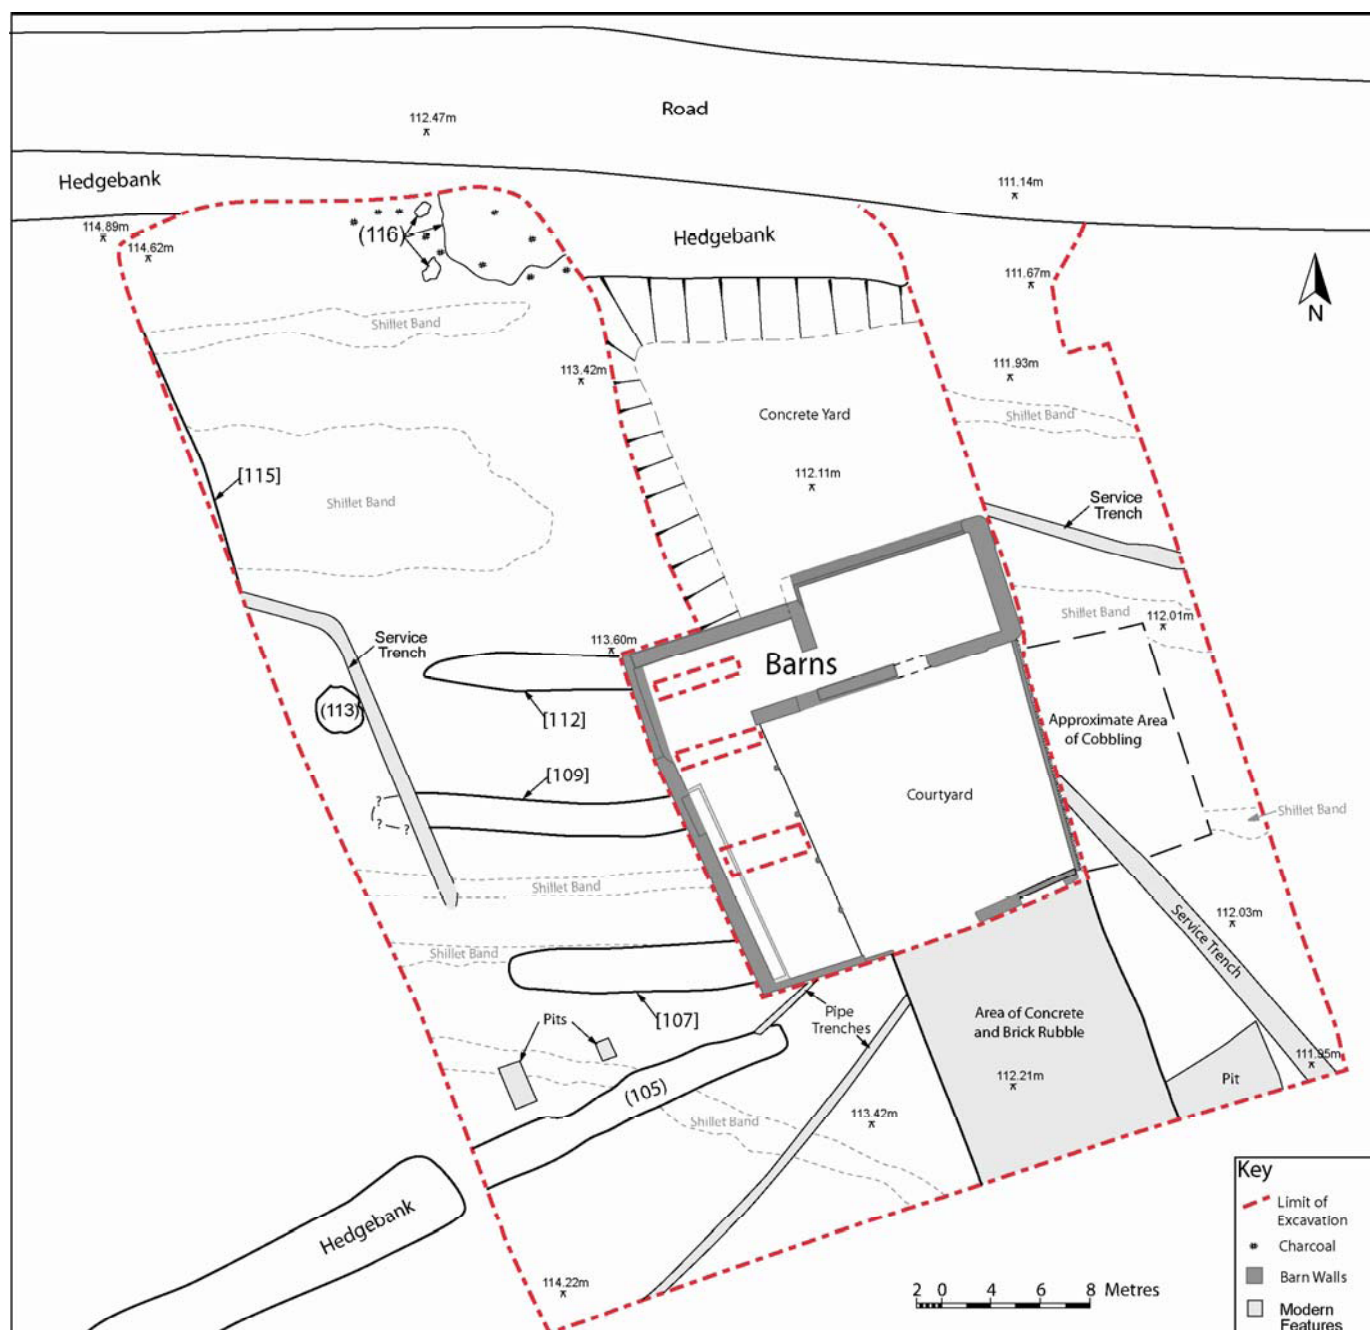 Road
112.47m
111.14m
Hedgebank
114.89m
114.62m
(116)
Hedgebank
111.67m
N
Shillet Band
113.42m
111.93m
Concrete Yard
Shillet Band
112.11m
[115]
Shillet Band
Service
Trench
Service
Trench
113.60m
Barns
Shillet Band
112.01m
(113)
[112]
Approximate Area
of Cobbling
[109]
Courtyard
?
?
Shillet Band
Shillet Band
112.03m
Shillet Band
Service Trench
[107]
Pits
Pipe
Trenches
Area of Concrete
and Brick Rubble
112.21m
111.95m
Pit
(105)
Shillet Band
113.42m
Hedgebank
114.22m
2 0 4 6 8 Metres
Key
Limit of
Excavation
Charcoal
Barn Walls
Modern
Features